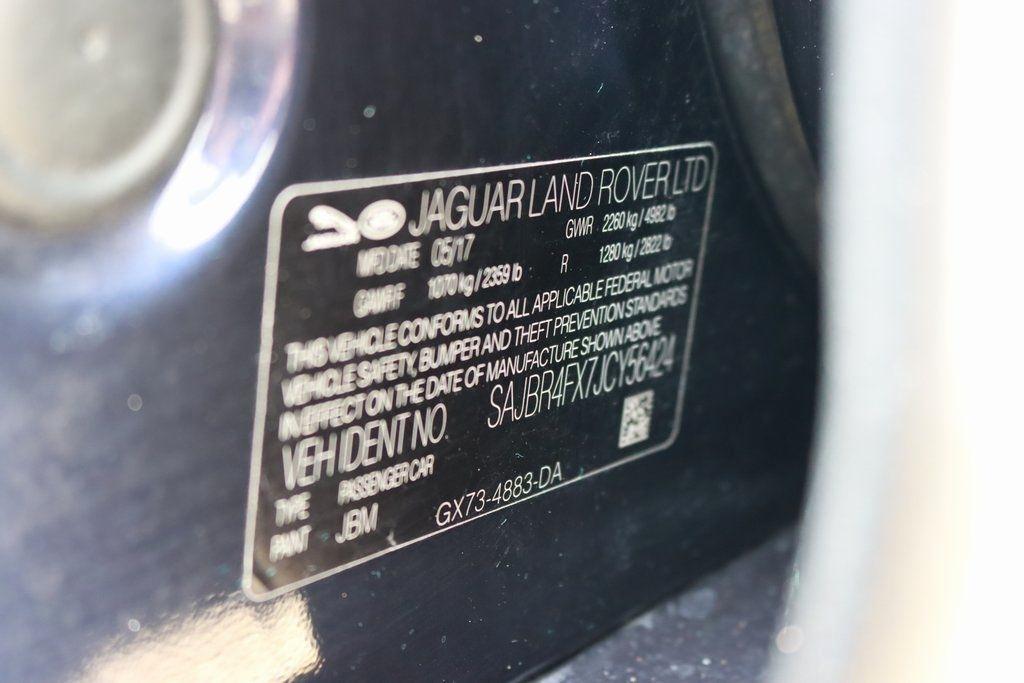 JAGUAR LAND ROVER LTD
MFD DATE 05/17 GWR 2260 kg / 4982 lb
GAWR F 1070 kg / 2359 lb R 1280 kg / 2822 lb
THIS VEHICLE CONFORMS TO ALL APPLICABLE FEDERAL MOTOR
VEHICLE SAFETY, BUMPER AND THEFT PREVENTION STANDARDS
IN EFFECT ON THE DATE OF MANUFACTURE SHOWN ABOVE
VEH IDENT NO. SAJBR4FX7JCY56424
TYPE PASSENGER CAR
PAINT JBM GX73-4883-DA